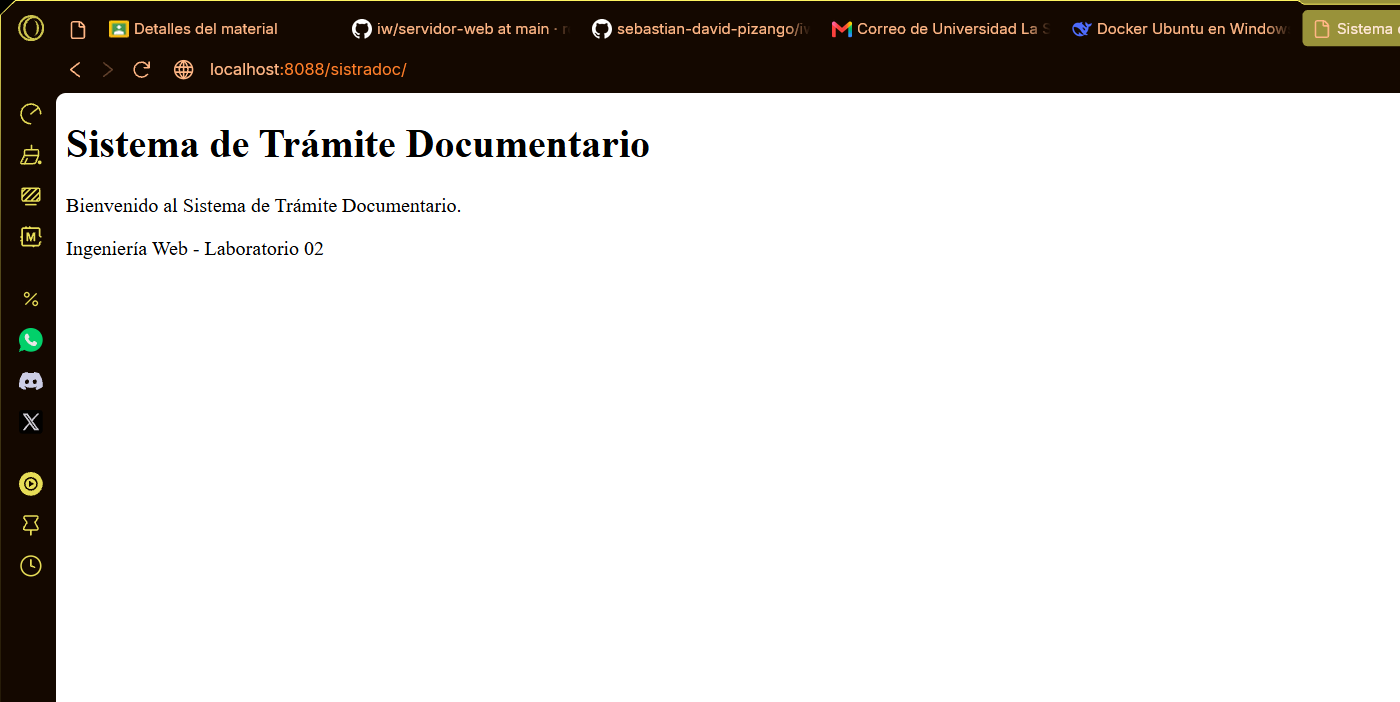 Detalles del material
iw/servidor-web at main ·
sebastian-david-pizango/iw
Correo de Universidad La S
Docker Ubuntu en Window
Sistema
localhost:8088/sistradoc/
Sistema de Trámite Documentario
Bienvenido al Sistema de Trámite Documentario.
Ingeniería Web - Laboratorio 02
M
%